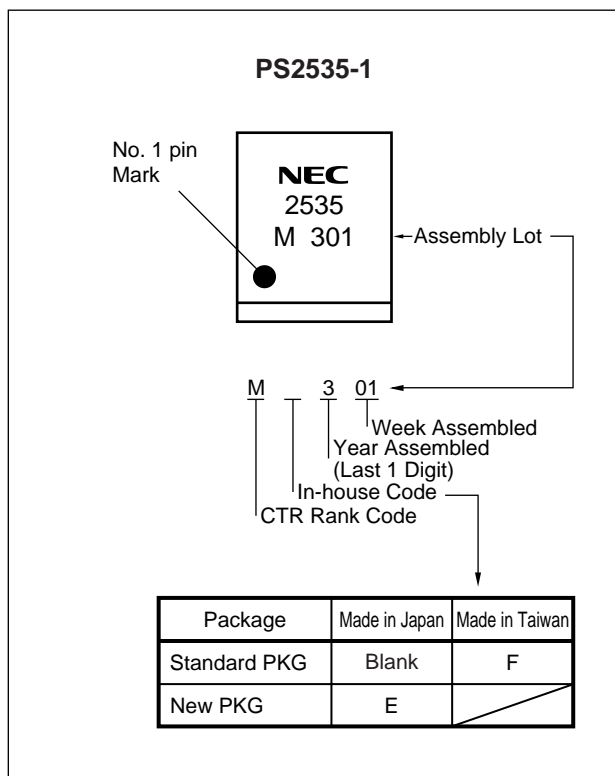 PS2535-1
No. 1 pin
Mark
NEC
2535
M 301
Assembly Lot
M 3 01
Week Assembled
Year Assembled
(Last 1 Digit)
In-house Code
CTR Rank Code
Package Made in Japan Made in Taiwan
Standard PKG Blank F
New PKG E